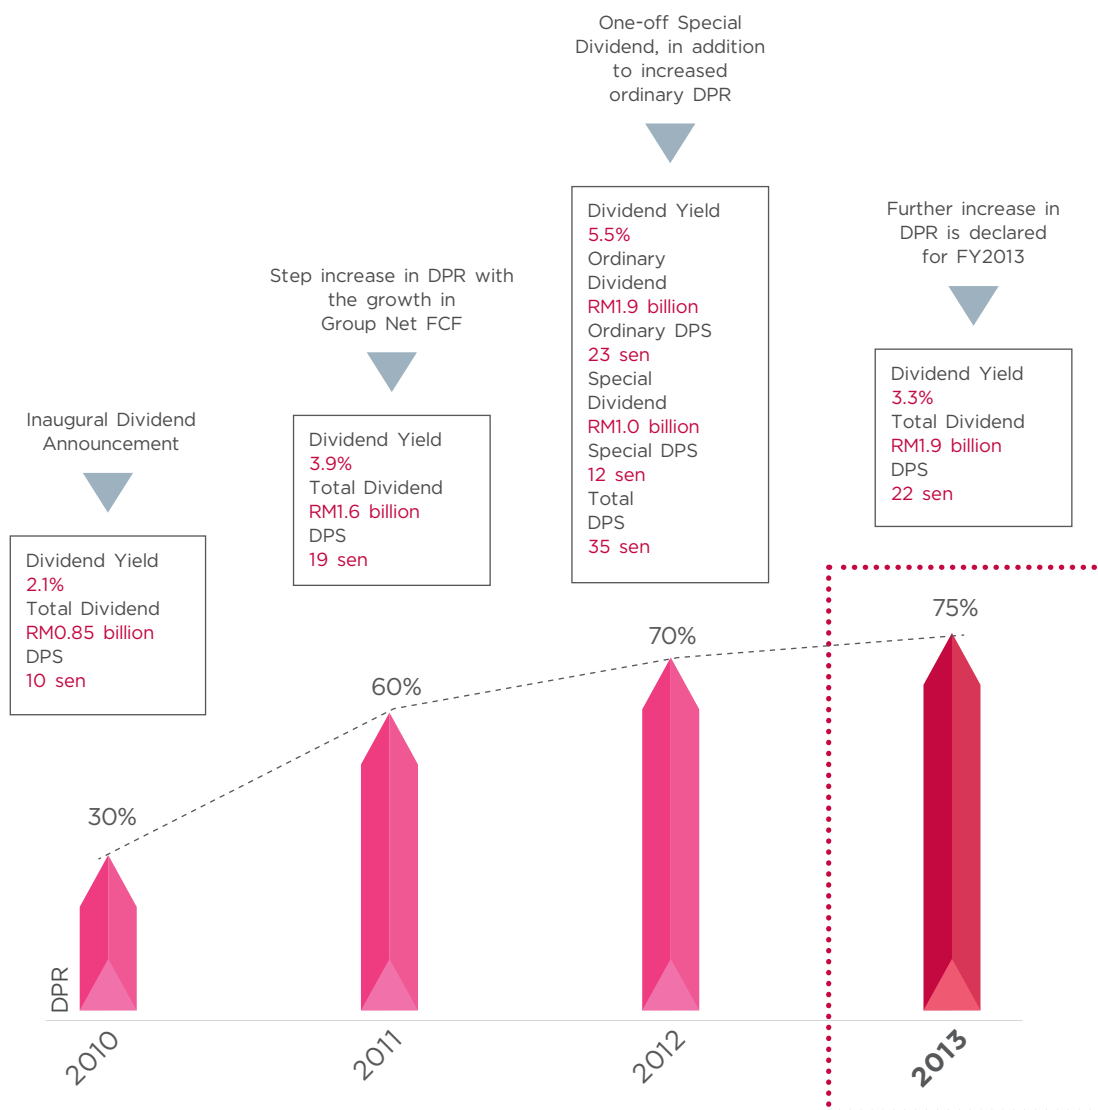 Inaugural Dividend
Announcement
Dividend Yield
2.1%
Total Dividend
RM0.85 billion
DPS
10 sen
30%
Step increase in DPR with
the growth in
Group Net FCF
Dividend Yield
3.9%
Total Dividend
RM1.6 billion
DPS
19 sen
60%
One-off Special
Dividend, in addition
to increased
ordinary DPR
Dividend Yield
5.5%
Ordinary
Dividend
RM1.9 billion
Ordinary DPS
23 sen
Special
Dividend
RM1.0 billion
Special DPS
12 sen
Total
DPS
35 sen
70%
Further increase in
DPR is declared
for FY2013
Dividend Yield
3.3%
Total Dividend
RM1.9 billion
DPS
22 sen
75%
DPR
2010
2011
2012
2013